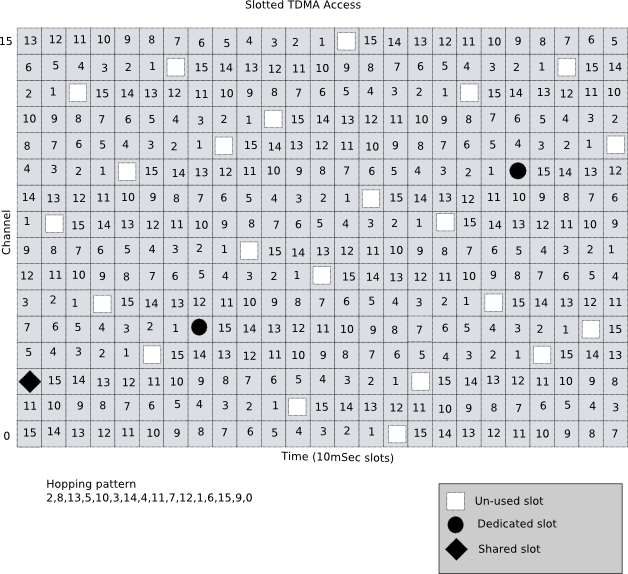 Slotted TDMA Access
15 13 12 11 10 9 8 7 6 5 4 3 2 1 15 14 13 12 11 10 9 8 7 6 5
6 5 4 3 2 1 15 14 13 12 11 10 9 8 7 6 5 4 3 2 1 15 14
2 1 15 14 13 12 11 10 9 8 7 6 5 4 3 2 1 15 14 13 12 11 10
10 9 8 7 6 5 4 3 2 1 15 14 13 12 11 10 9 8 7 6 5 4 3 2
8 7 6 5 4 3 2 1 15 14 13 12 11 10 9 8 7 6 5 4 3 2 1
4 3 2 1 15 14 13 12 11 10 9 8 7 6 5 4 3 2 1 15 14 13 12
14 13 12 11 10 9 8 7 6 5 4 3 2 1 15 14 13 12 11 10 9 8 7 6
1 15 14 13 12 11 10 9 8 7 6 5 4 3 2 1 15 14 13 12 11 10 9
Channel
9 8 7 6 5 4 3 2 1 15 14 13 12 11 10 9 8 7 6 5 4 3 2 1
12 11 10 9 8 7 6 5 4 3 2 1 15 14 13 12 11 10 9 8 7 6 5 4
3 2 1 15 14 13 12 11 10 9 8 7 6 5 4 3 2 1 15 14 13 12 11
7 6 5 4 3 2 1 15 14 13 12 11 10 9 8 7 6 5 4 3 2 1 15
5 4 3 2 1 15 14 13 12 11 10 9 8 7 6 5 4 3 2 1 15 14 13
15 14 13 12 11 10 9 8 7 6 5 4 3 2 1 15 14 13 12 11 10 9 8
11 10 9 8 7 6 5 4 3 2 1 15 14 13 12 11 10 9 8 7 6 5 4 3
0 15 14 13 12 11 10 9 8 7 6 5 4 3 2 1 15 14 13 12 11 10 9 8 7
Time (10mSec slots)
Hopping pattern
2,8,13,5,10,3,14,4,11,7,12,1,6,15,9,0
Un-used slot
Dedicated slot
Shared slot